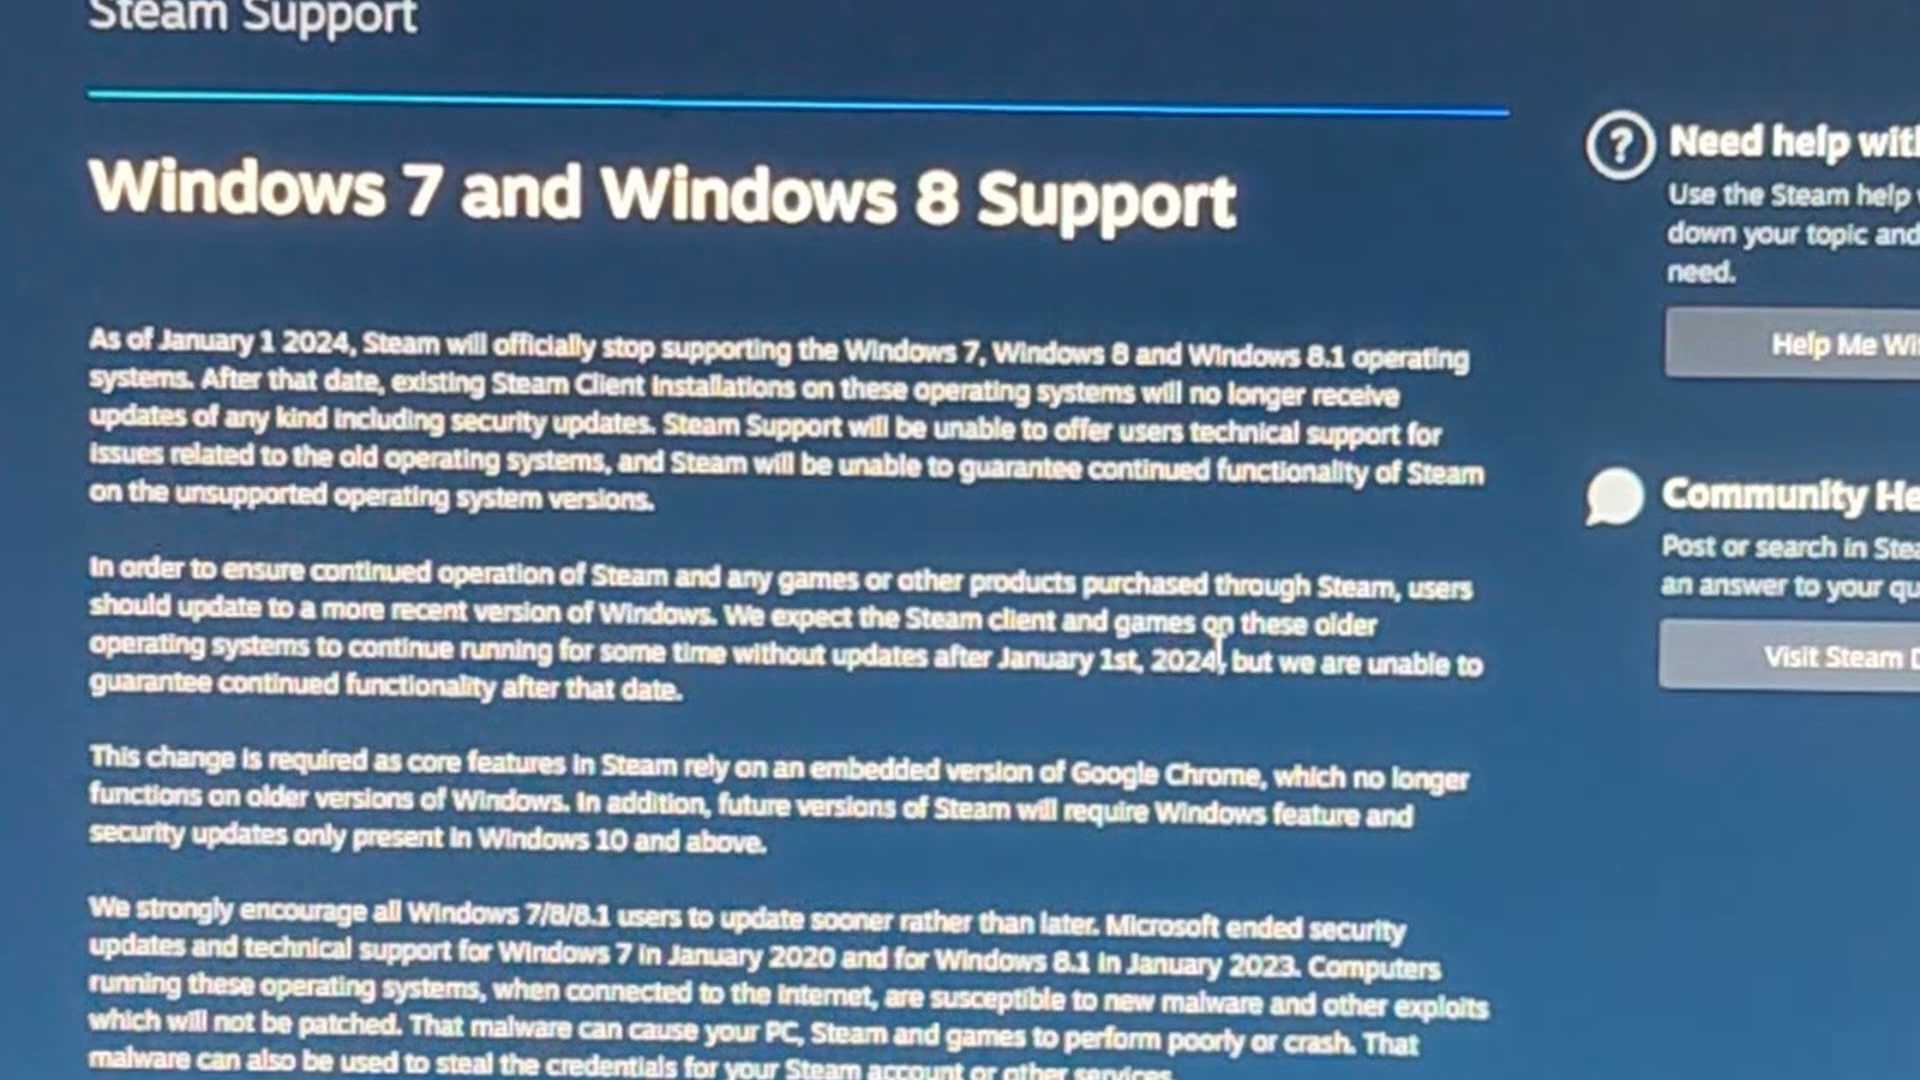 Steam Support
Windows 7 and Windows 8 Support
As of January 1 2024, Steam will officially stop supporting the Windows 7, Windows 8 and Windows 8.1 operating
systems. After that date, existing Steam Client installations on these operating systems will no longer receive
updates of any kind including security updates. Steam Support will be unable to offer users technical support for
issues related to the old operating systems, and Steam will be unable to guarantee continued functionality of Steam
on the unsupported operating system versions.
In order to ensure continued operation of Steam and any games or other products purchased through Steam, users
should update to a more recent version of Windows. We expect the Steam client and games on these older
operating systems to continue running for some time without updates after January 1st, 2024, but we are unable to
guarantee continued functionality after that date.
This change is required as core features in Steam rely on an embedded version of Google Chrome, which no longer
functions on older versions of Windows. In addition, future versions of Steam will require Windows feature and
security updates only present in Windows 10 and above.
We strongly encourage all Windows 7/8/8.1 users to update sooner rather than later. Microsoft ended security
updates and technical support for Windows 7 in January 2020 and for Windows 8.1 in January 2023. Computers
running these operating systems, when connected to the internet, are susceptible to new malware and other exploits
which will not be patched. That malware can cause your PC, Steam and games to perform poorly or crash. That
malware can also be used to steal the credentials for your Steam account or other services.
Need help with
Use the Steam help
down your topic and
need.
Help Me Wi
Community He
Post or search in Stea
an answer to your qu
Visit Steam D